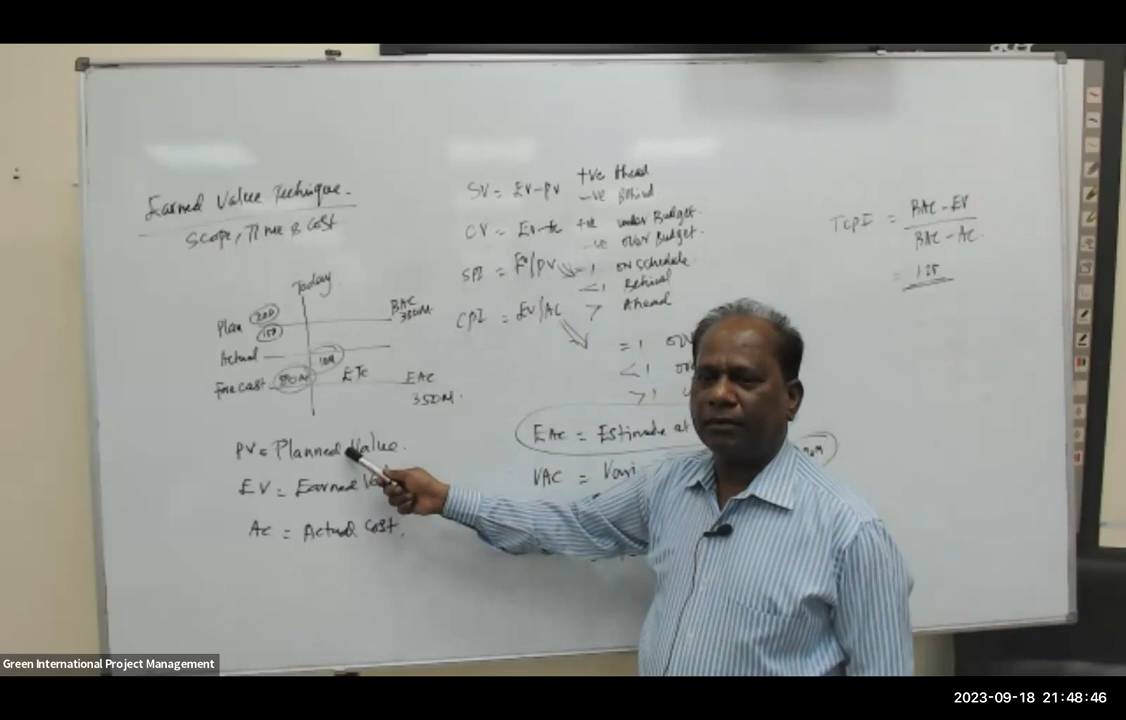 Earned Value Technique.
Scope, Time & Cost
Today
Plan 200 BAC
150 350M.
Actual 10M
Forecast ETC EAC
350M.
PV = Planned Value.
EV = Earned
AC = Actual Cost.
SV = EV-PV +ve Ahead
-ve Behind
CV = +ve under Budget.
-ve over Budget.
SPI = EV/PV = 1 on schedule
<1 Behind
> Ahead
CPI = EV/AC
= 1
< 1
> 1
EAC = Estimate at
VAC = Vari
TCPI = BAC - EV
BAC - AC.
= 1.25
acer
Green International Project Management
2023-09-18 21:48:46